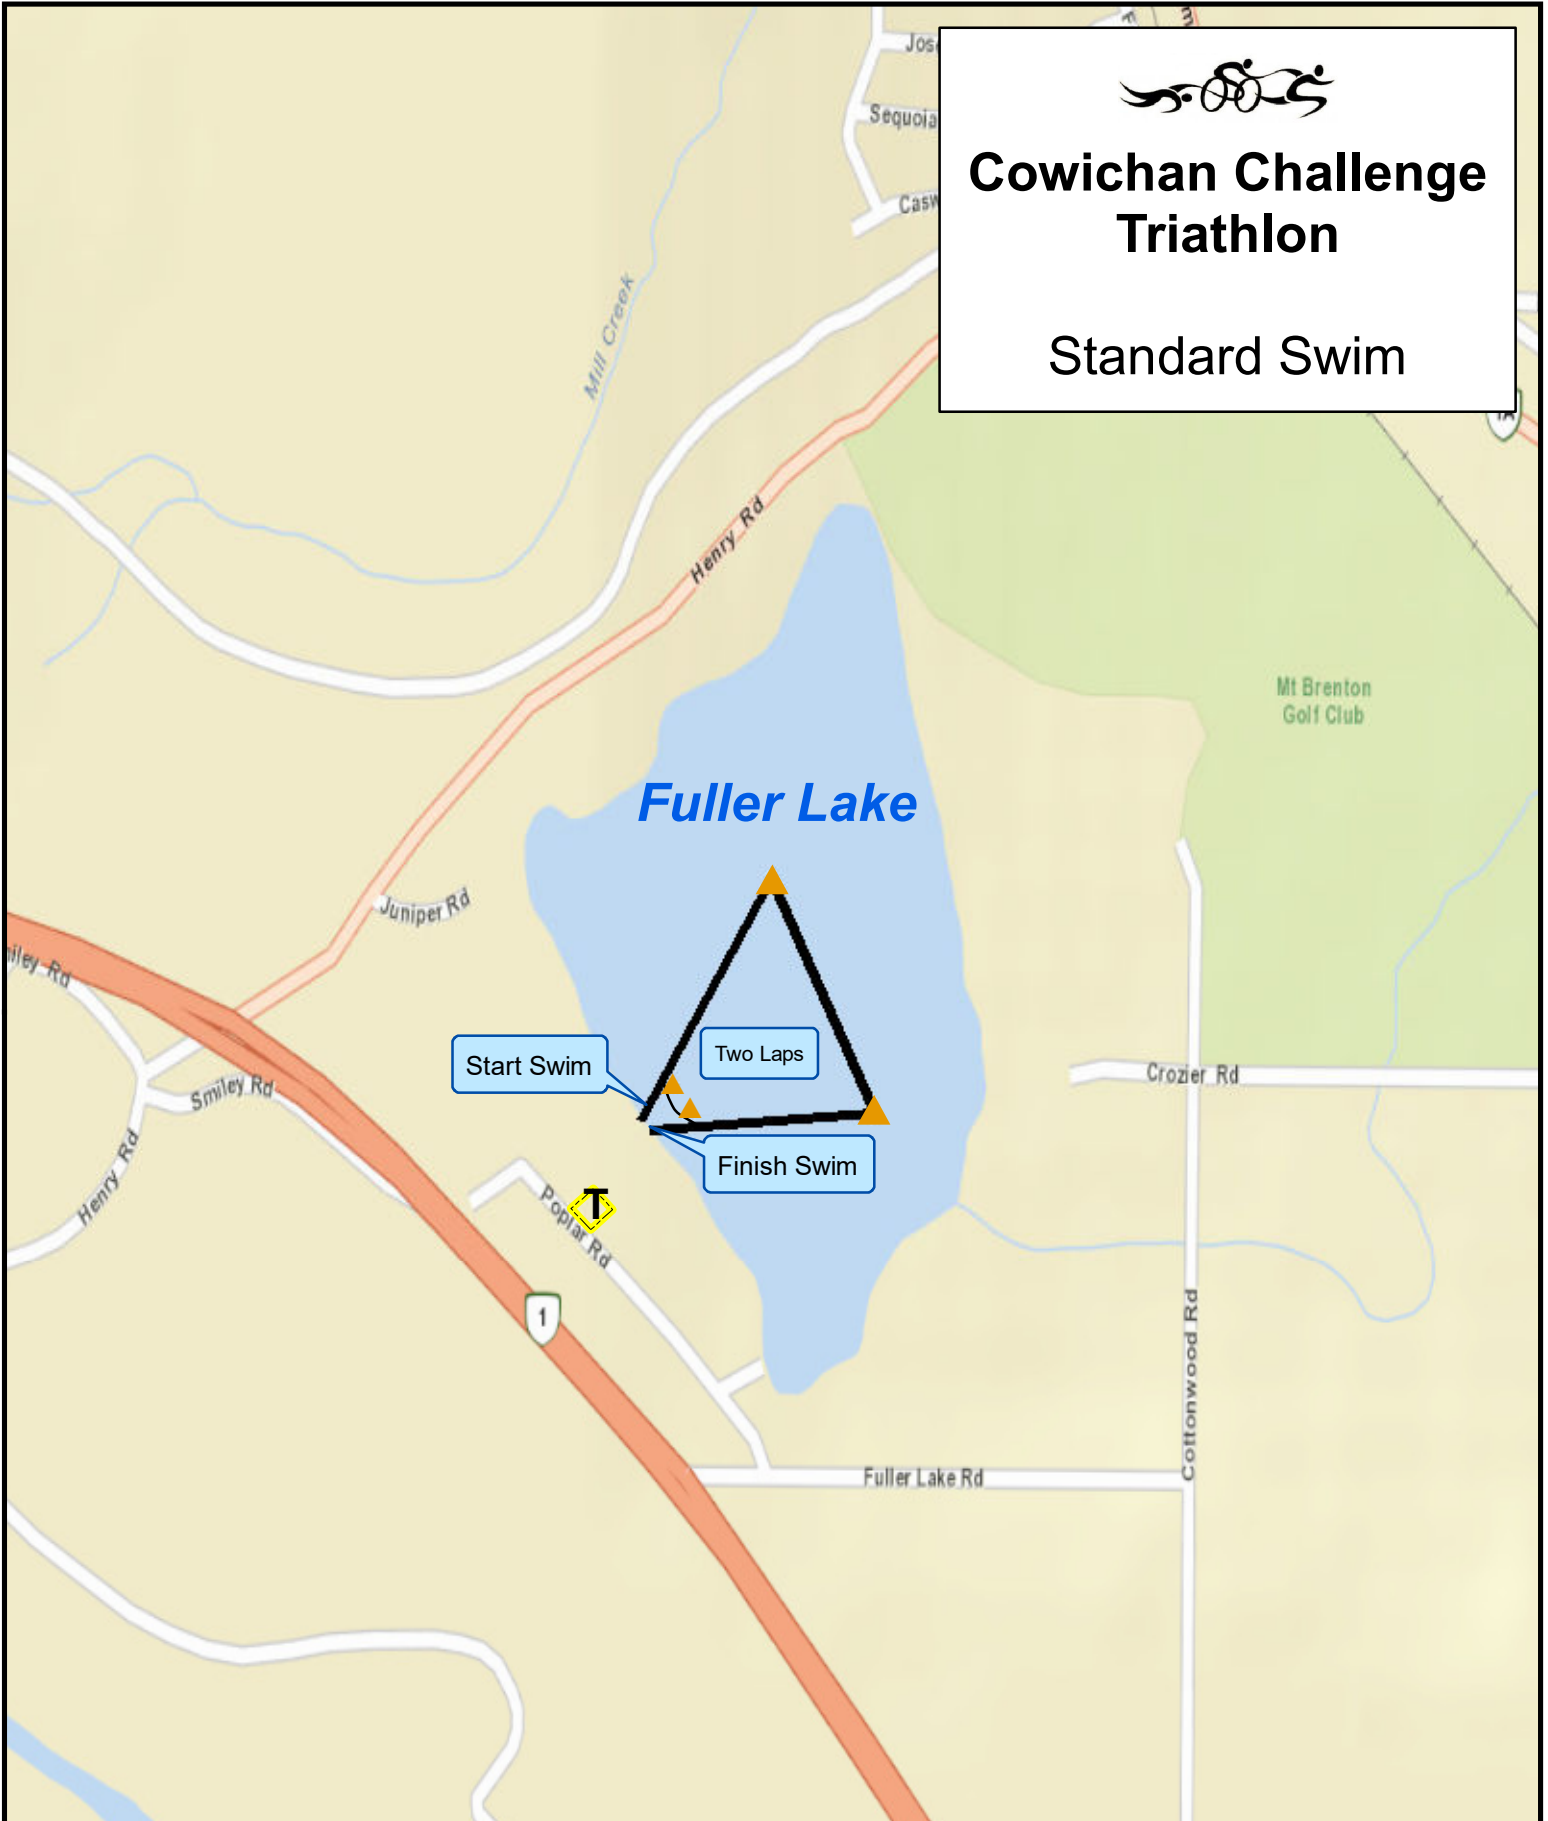 Cowichan Challenge
Triathlon
Standard Swim
Mill Creek
Henry Rd
Mt Brenton
Golf Club
Fuller Lake
Juniper Rd
Start Swim
Two Laps
Crozier Rd
Smiley Rd
Henry Rd
Finish Swim
T
Poplar Rd
1
Cottonwood Rd
Fuller Lake Rd
Rd
Sequoia
1A